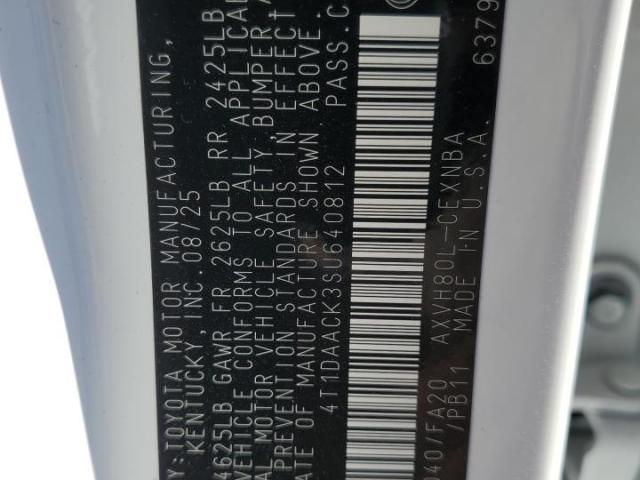 Y:TOYOTA MOTOR MANUFACTURING,
KENTUCKY, INC. 08/25
4625LB GAWR FR 2625LB RR 2425LB
VEHICLE CONFORMS TO ALL APPLICA
AL MOTOR VEHICLE SAFETY, BUMPER,
PREVENTION STANDARDS IN EFFECT
ATE OF MANUFACTURE SHOWN ABOVE.
4T1DAACK3SU640812 PASS.C
040/FA20 AXVH80L-CEXNBA
/PB11 MADE IN U.S.A.
6379